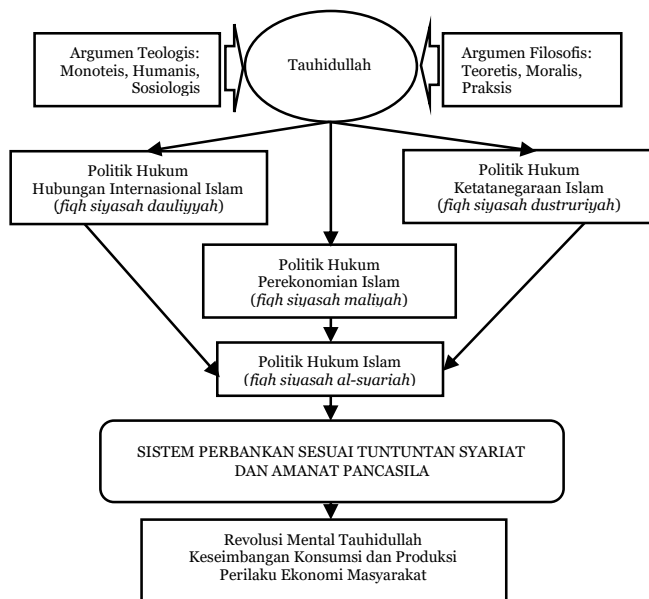 Argumen Teologis:
Monoteis, Humanis,
Sosiologis
Tauhidullah
Argumen Filosofis:
Teoretis, Moralis,
Praksis
Politik Hukum
Hubungan Internasional Islam
(fiqh siyasah dauliyyah)
Politik Hukum
Ketatanegaraan Islam
(fiqh siyasah dustruriyah)
Politik Hukum
Perekonomian Islam
(fiqh siyasah maliyah)
Politik Hukum Islam
(fiqh siyasah al-syariah)
SISTEM PERBANKAN SESUAI TUNTUNTAN SYARIAT
DAN AMANAT PANCASILA
Revolusi Mental Tauhidullah
Keseimbangan Konsumsi dan Produksi
Perilaku Ekonomi Masyarakat